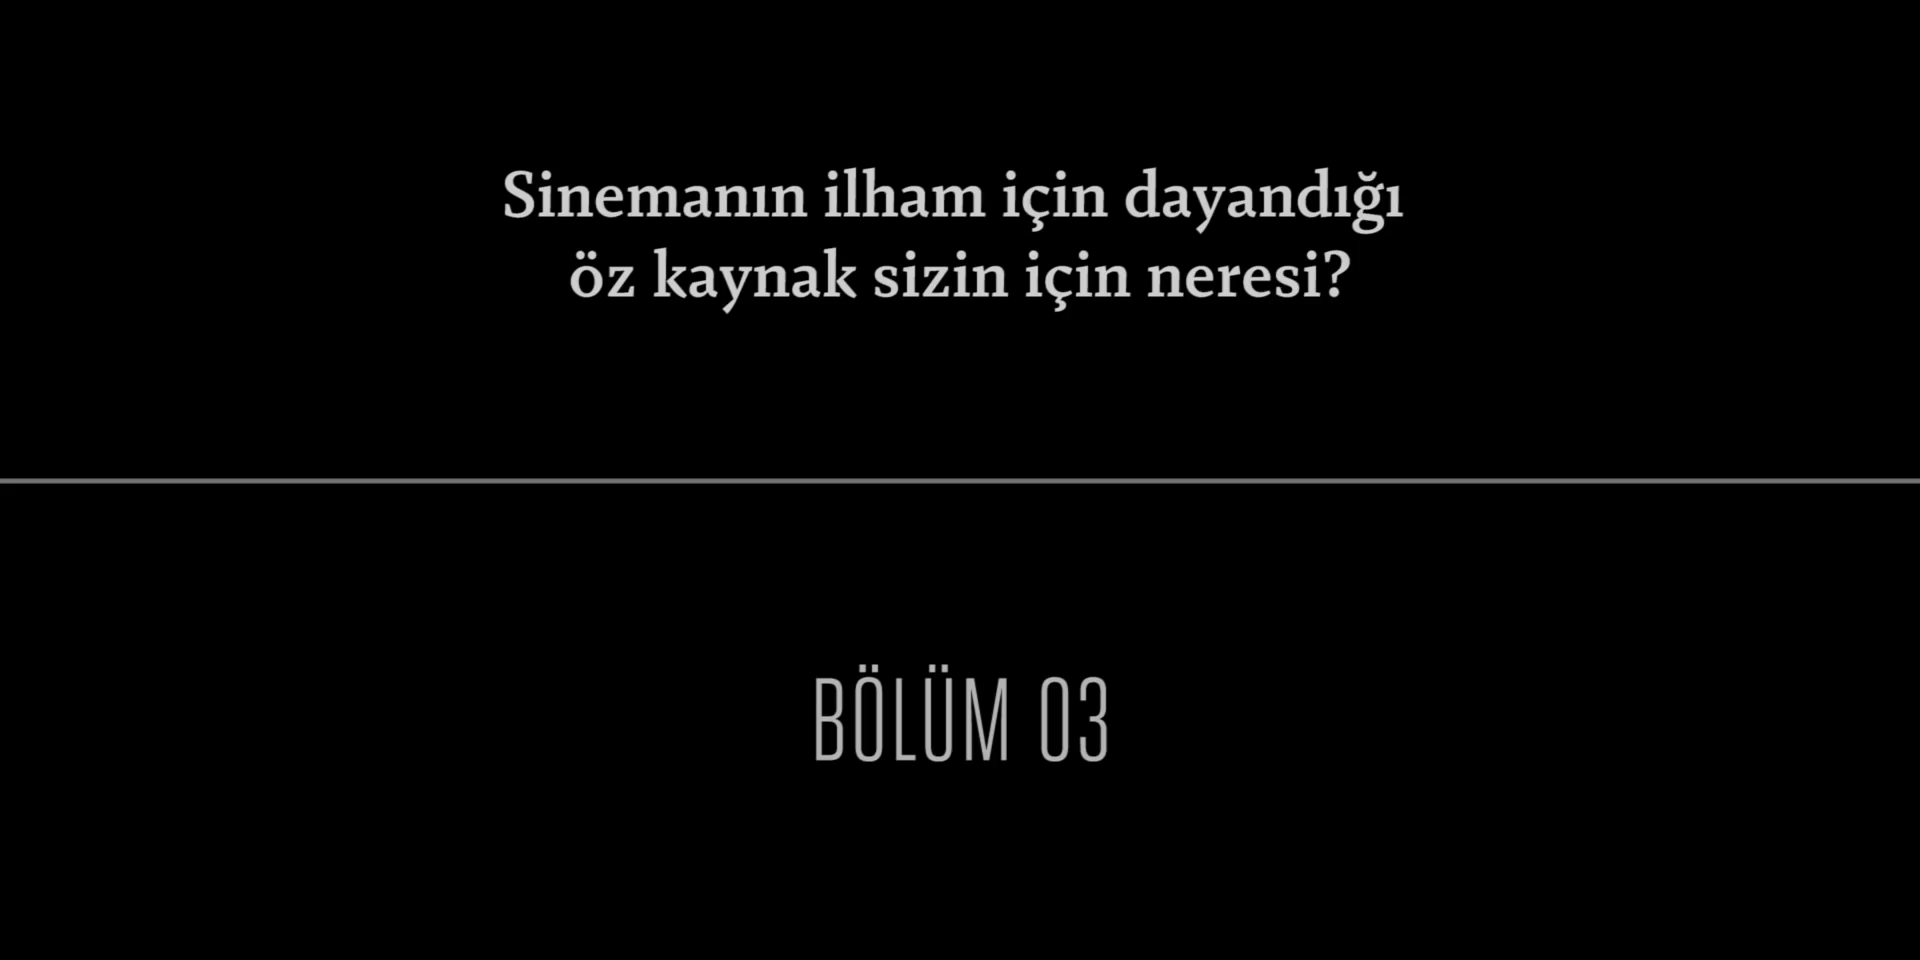 Sinemanın ilham için dayandığı
öz kaynak sizin için neresi?
BÖLÜM 03